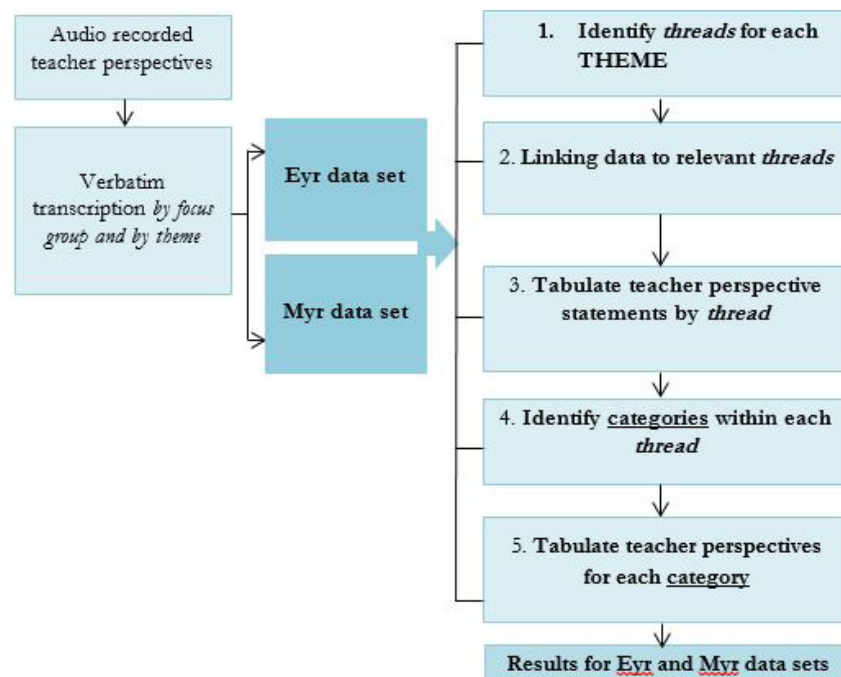 Audio recorded
teacher perspectives
Verbatim
transcription by focus
group and by theme
Eyr data set
Myr data set
1. Identify threads for each
THEME
2. Linking data to relevant threads
3. Tabulate teacher perspective
statements by thread
4. Identify categories within each
thread
5. Tabulate teacher perspectives
for each category
Results for Eyr and Myr data sets